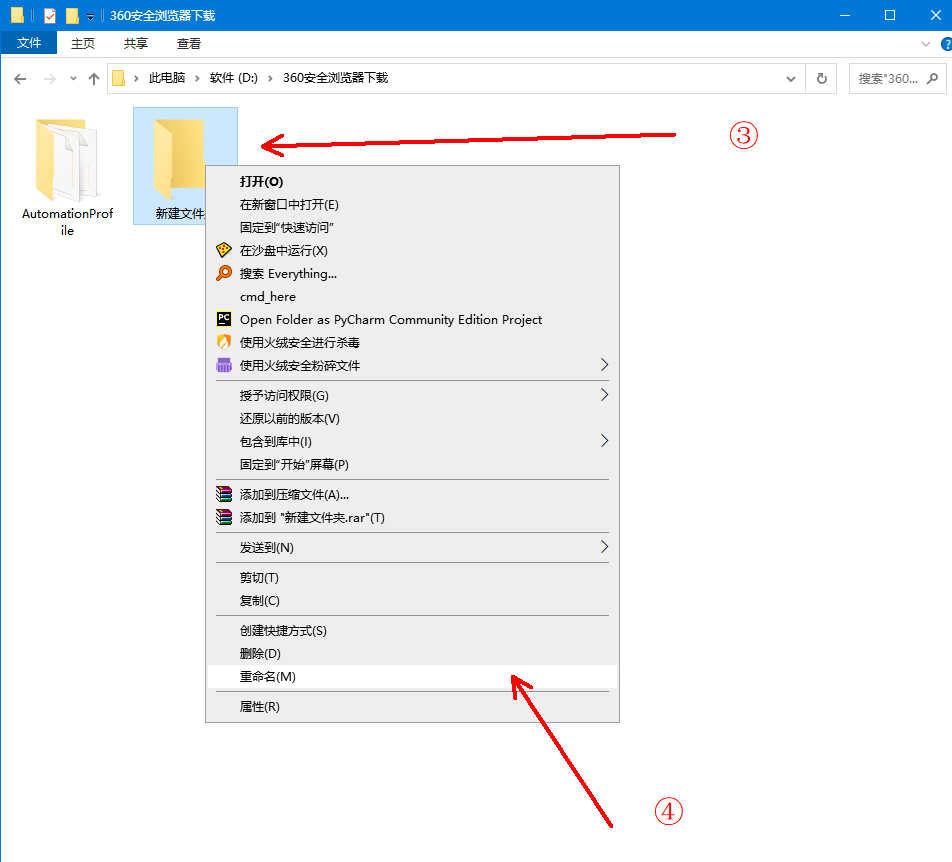 360安全浏览器下载
文件 主页 共享 查看
此电脑 软件 (D:) 360安全浏览器下载
搜索"360...
③
AutomationProf
ile
新建文件
打开(O)
在新窗口中打开(E)
固定到"快速访问"
在沙盘中运行(X)
搜索 Everything...
cmd_here
PC
Open Folder as PyCharm Community Edition Project
使用火绒安全进行杀毒
使用火绒安全粉碎文件
授予访问权限(G)
还原以前的版本(V)
包含到库中(I)
固定到"开始"屏幕(P)
添加到压缩文件(A)...
添加到 "新建文件夹.rar"(T)
发送到(N)
剪切(T)
复制(C)
创建快捷方式(S)
删除(D)
重命名(M)
属性(R)
④